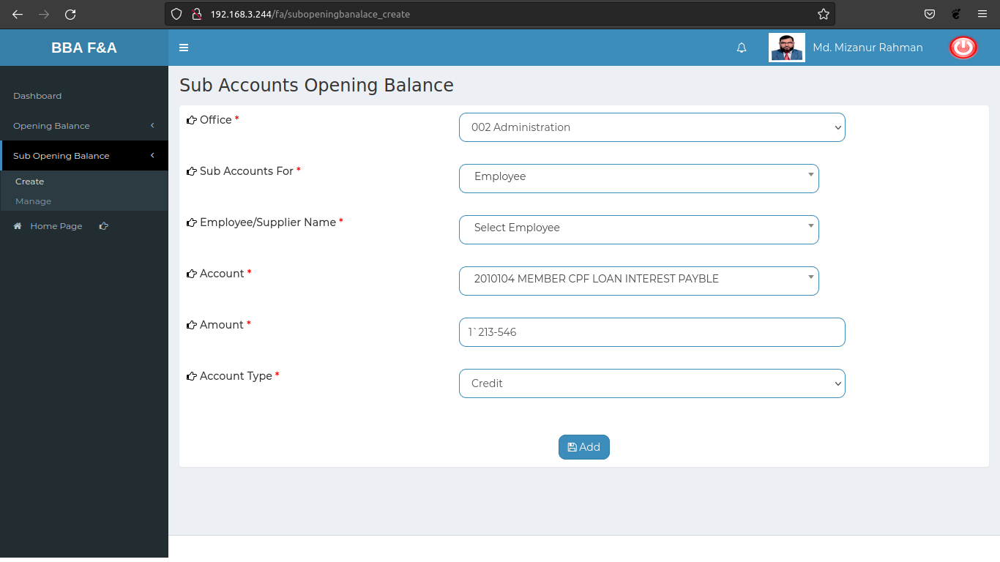 192.168.3.244/fa/subopeningbanalace_create
BBA F&A
Md. Mizanur Rahman
Dashboard
Opening Balance
Sub Opening Balance
Create
Manage
Home Page
Sub Accounts Opening Balance
Office *
002 Administration
Sub Accounts For *
Employee
Employee/Supplier Name *
Select Employee
Account *
2010104 MEMBER CPF LOAN INTEREST PAYBLE
Amount *
1`213-546
Account Type *
Credit
Add